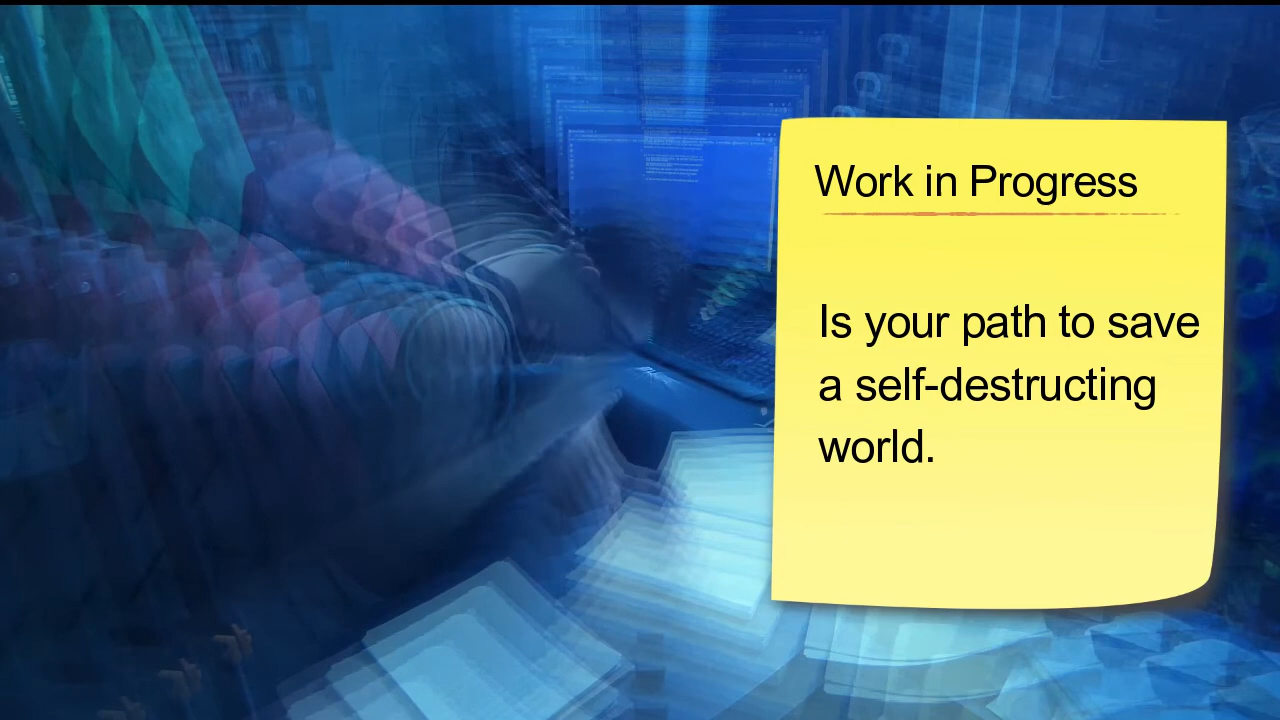 Work in Progress
Is your path to save
a self-destructing
world.